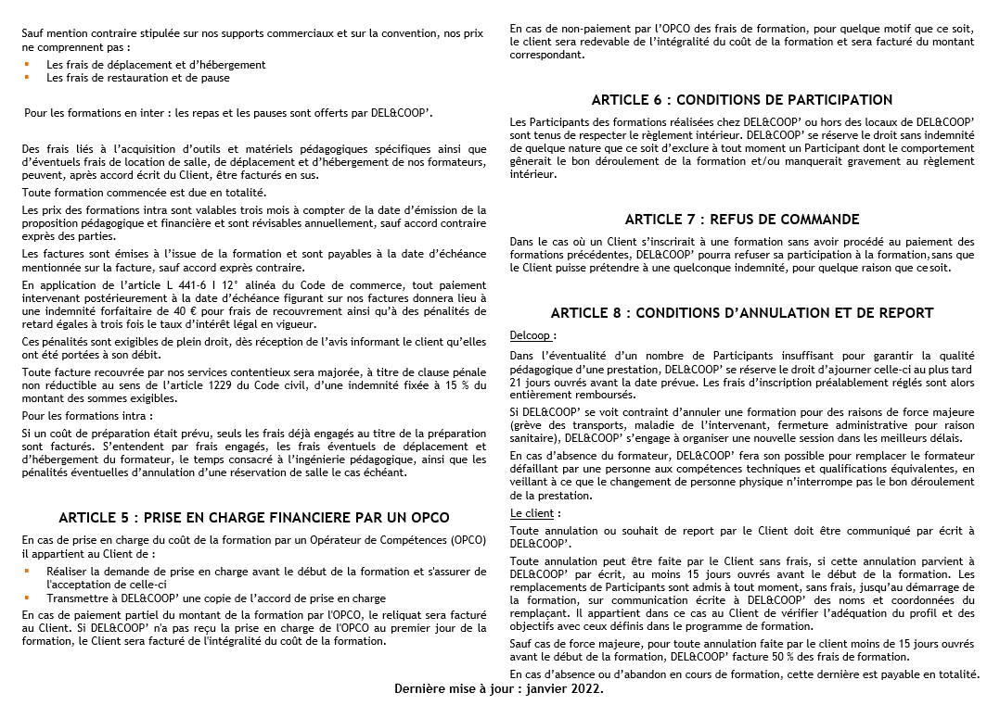 Sauf mention contraire stipulée sur nos supports commerciaux et sur la convention, nos prix
ne comprennent pas :
▪ Les frais de déplacement et d'hébergement
▪ Les frais de restauration et de pause
Pour les formations en inter : les repas et les pauses sont offerts par DEL&COOP'.
Des frais liés à l'acquisition d'outils et matériels pédagogiques spécifiques ainsi que
d'éventuels frais de location de salle, de déplacement et d'hébergement de nos formateurs,
peuvent, après accord écrit du Client, être facturés en sus.
Toute formation commencée est due en totalité.
Les prix des formations intra sont valables trois mois à compter de la date d'émission de la
proposition pédagogique et financière et sont révisables annuellement, sauf accord contraire
exprès des parties.
Les factures sont émises à l'issue de la formation et sont payables à la date d'échéance
mentionnée sur la facture, sauf accord exprès contraire.
En application de l'article L 441-6 I 12° alinéa du Code de commerce, tout paiement
intervenant postérieurement à la date d'échéance figurant sur nos factures donnera lieu à
une indemnité forfaitaire de 40 € pour frais de recouvrement ainsi qu'à des pénalités de
retard égales à trois fois le taux d'intérêt légal en vigueur.
Ces pénalités sont exigibles de plein droit, dès réception de l'avis informant le client qu'elles
ont été portées à son débit.
Toute facture recouvrée par nos services contentieux sera majorée, à titre de clause pénale
non réductible au sens de l'article 1229 du Code civil, d'une indemnité fixée à 15 % du
montant des sommes exigibles.
Pour les formations intra :
Si un coût de préparation était prévu, seuls les frais déjà engagés au titre de la préparation
sont facturés. S'entendent par frais engagés, les frais éventuels de déplacement et
d'hébergement du formateur, le temps consacré à l'ingénierie pédagogique, ainsi que les
pénalités éventuelles d'annulation d'une réservation de salle le cas échéant.
ARTICLE 5 : PRISE EN CHARGE FINANCIERE PAR UN OPCO
En cas de prise en charge du coût de la formation par un Opérateur de Compétences (OPCO)
il appartient au Client de :
▪ Réaliser la demande de prise en charge avant le début de la formation et s'assurer de
l'acceptation de celle-ci
▪ Transmettre à DEL&COOP' une copie de l'accord de prise en charge
En cas de paiement partiel du montant de la formation par l'OPCO, le reliquat sera facturé
au Client. Si DEL&COOP' n'a pas reçu la prise en charge de l'OPCO au premier jour de la
formation, le Client sera facturé de l'intégralité du coût de la formation.
En cas de non-paiement par l'OPCO des frais de formation, pour quelque motif que ce soit,
le client sera redevable de l'intégralité du coût de la formation et sera facturé du montant
correspondant.
ARTICLE 6 : CONDITIONS DE PARTICIPATION
Les Participants des formations réalisées chez DEL&COOP' ou hors des locaux de DEL&COOP'
sont tenus de respecter le règlement intérieur. DEL&COOP' se réserve le droit sans indemnité
de quelque nature que ce soit d'exclure à tout moment un Participant dont le comportement
gênerait le bon déroulement de la formation et/ou manquerait gravement au règlement
intérieur.
ARTICLE 7 : REFUS DE COMMANDE
Dans le cas où un Client s'inscrirait à une formation sans avoir procédé au paiement des
formations précédentes, DEL&COOP' pourra refuser sa participation à la formation, sans que
le Client puisse prétendre à une quelconque indemnité, pour quelque raison que ce soit.
ARTICLE 8 : CONDITIONS D'ANNULATION ET DE REPORT
Delcoop :
Dans l'éventualité d'un nombre de Participants insuffisant pour garantir la qualité
pédagogique d'une prestation, DEL&COOP' se réserve le droit d'ajourner celle-ci au plus tard
21 jours ouvrés avant la date prévue. Les frais d'inscription préalablement réglés sont alors
entièrement remboursés.
Si DEL&COOP' se voit contraint d'annuler une formation pour des raisons de force majeure
(grève des transports, maladie de l'intervenant, fermeture administrative pour raison
sanitaire), DEL&COOP' s'engage à organiser une nouvelle session dans les meilleurs délais.
En cas d'absence du formateur, DEL&COOP' fera son possible pour remplacer le formateur
défaillant par une personne aux compétences techniques et qualifications équivalentes, en
veillant à ce que le changement de personne physique n'interrompe pas le bon déroulement
de la prestation.
Le client :
Toute annulation ou souhait de report par le Client doit être communiqué par écrit à
DEL&COOP'.
Toute annulation peut être faite par le Client sans frais, si cette annulation parvient à
DEL&COOP' par écrit, au moins 15 jours ouvrés avant le début de la formation. Les
remplacements de Participants sont admis à tout moment, sans frais, jusqu'au démarrage de
la formation, sur communication écrite à DEL&COOP' des noms et coordonnées du
remplaçant. Il appartient dans ce cas au Client de vérifier l'adéquation du profil et des
objectifs avec ceux définis dans le programme de formation.
Sauf cas de force majeure, pour toute annulation faite par le client moins de 15 jours ouvrés
avant le début de la formation, DEL&COOP' facture 50 % des frais de formation.
En cas d'absence ou d'abandon en cours de formation, cette dernière est payable en totalité.
Dernière mise à jour : janvier 2022.